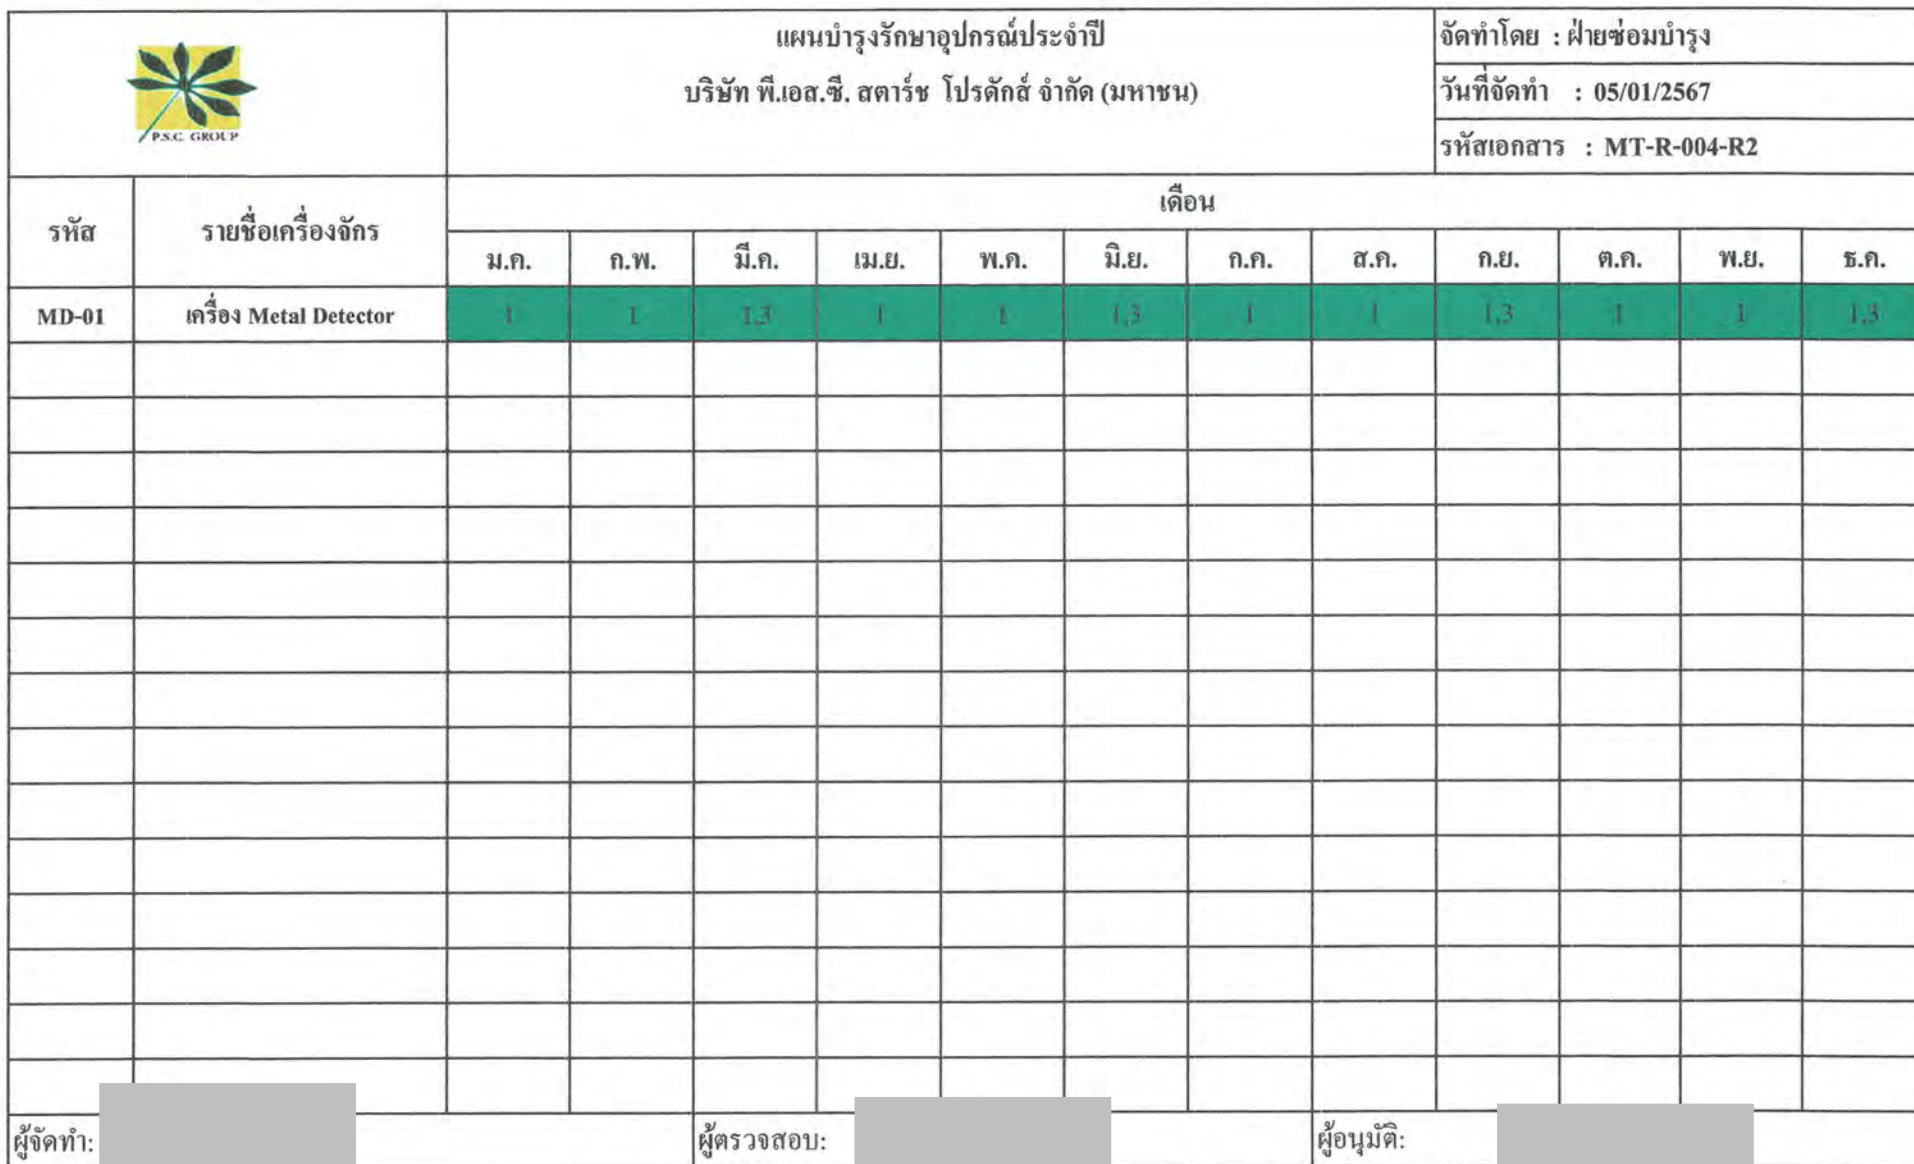 P.S.C. GROUP
แผนบำรุงรักษาอุปกรณ์ประจำปี
บริษัท พี.เอส.ซี. สตาร์ช โปรดักส์ จำกัด (มหาชน)
จัดทำโดย : ฝ่ายซ่อมบำรุง
วันที่จัดทำ : 05/01/2567
รหัสเอกสาร : MT-R-004-R2
รหัส รายชื่อเครื่องจักร เดือน
ม.ค. ก.พ. มี.ค. เม.ย. พ.ค. มิ.ย. ก.ค. ส.ค. ก.ย. ต.ค. พ.ย. ธ.ค.
MD-01 เครื่อง Metal Detector 1 1 1,3 1 1 1,3 1 1 1,3 1 1 1,3
ผู้จัดทำ: ผู้ตรวจสอบ: ผู้อนุมัติ: